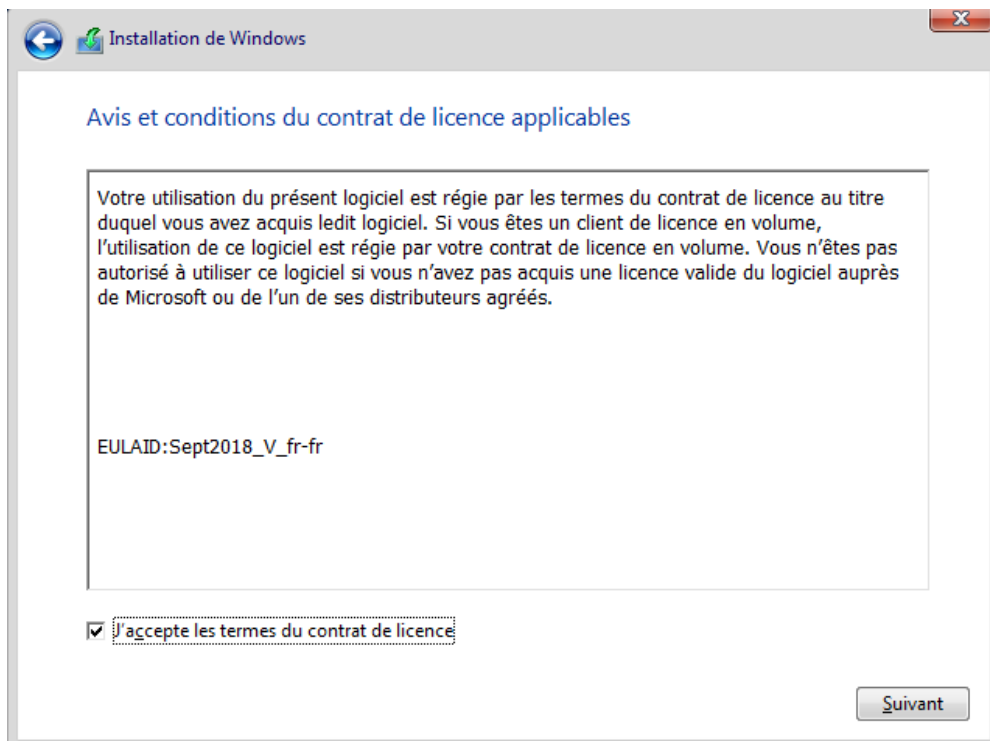 Installation de Windows
Avis et conditions du contrat de licence applicables
Votre utilisation du présent logiciel est régie par les termes du contrat de licence au titre
duquel vous avez acquis ledit logiciel. Si vous êtes un client de licence en volume,
l’utilisation de ce logiciel est régie par votre contrat de licence en volume. Vous n’êtes pas
autorisé à utiliser ce logiciel si vous n’avez pas acquis une licence valide du logiciel auprès
de Microsoft ou de l’un de ses distributeurs agréés.
EULAID:Sept2018_V_fr-fr
J'accepte les termes du contrat de licence
Suivant